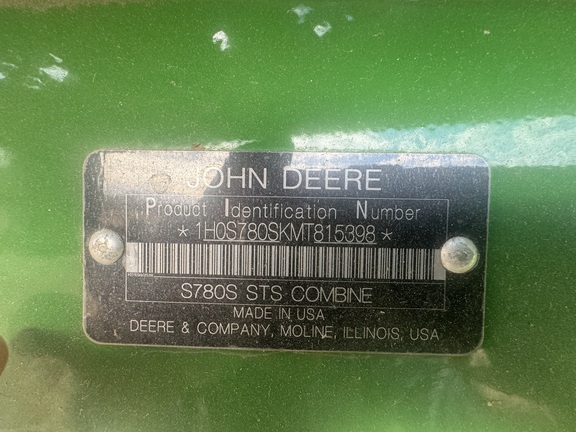 JOHN DEERE
Product Identification Number
* 1H0S780SKMT815398 *
S780S STS COMBINE
MADE IN USA
DEERE & COMPANY, MOLINE, ILLINOIS, USA